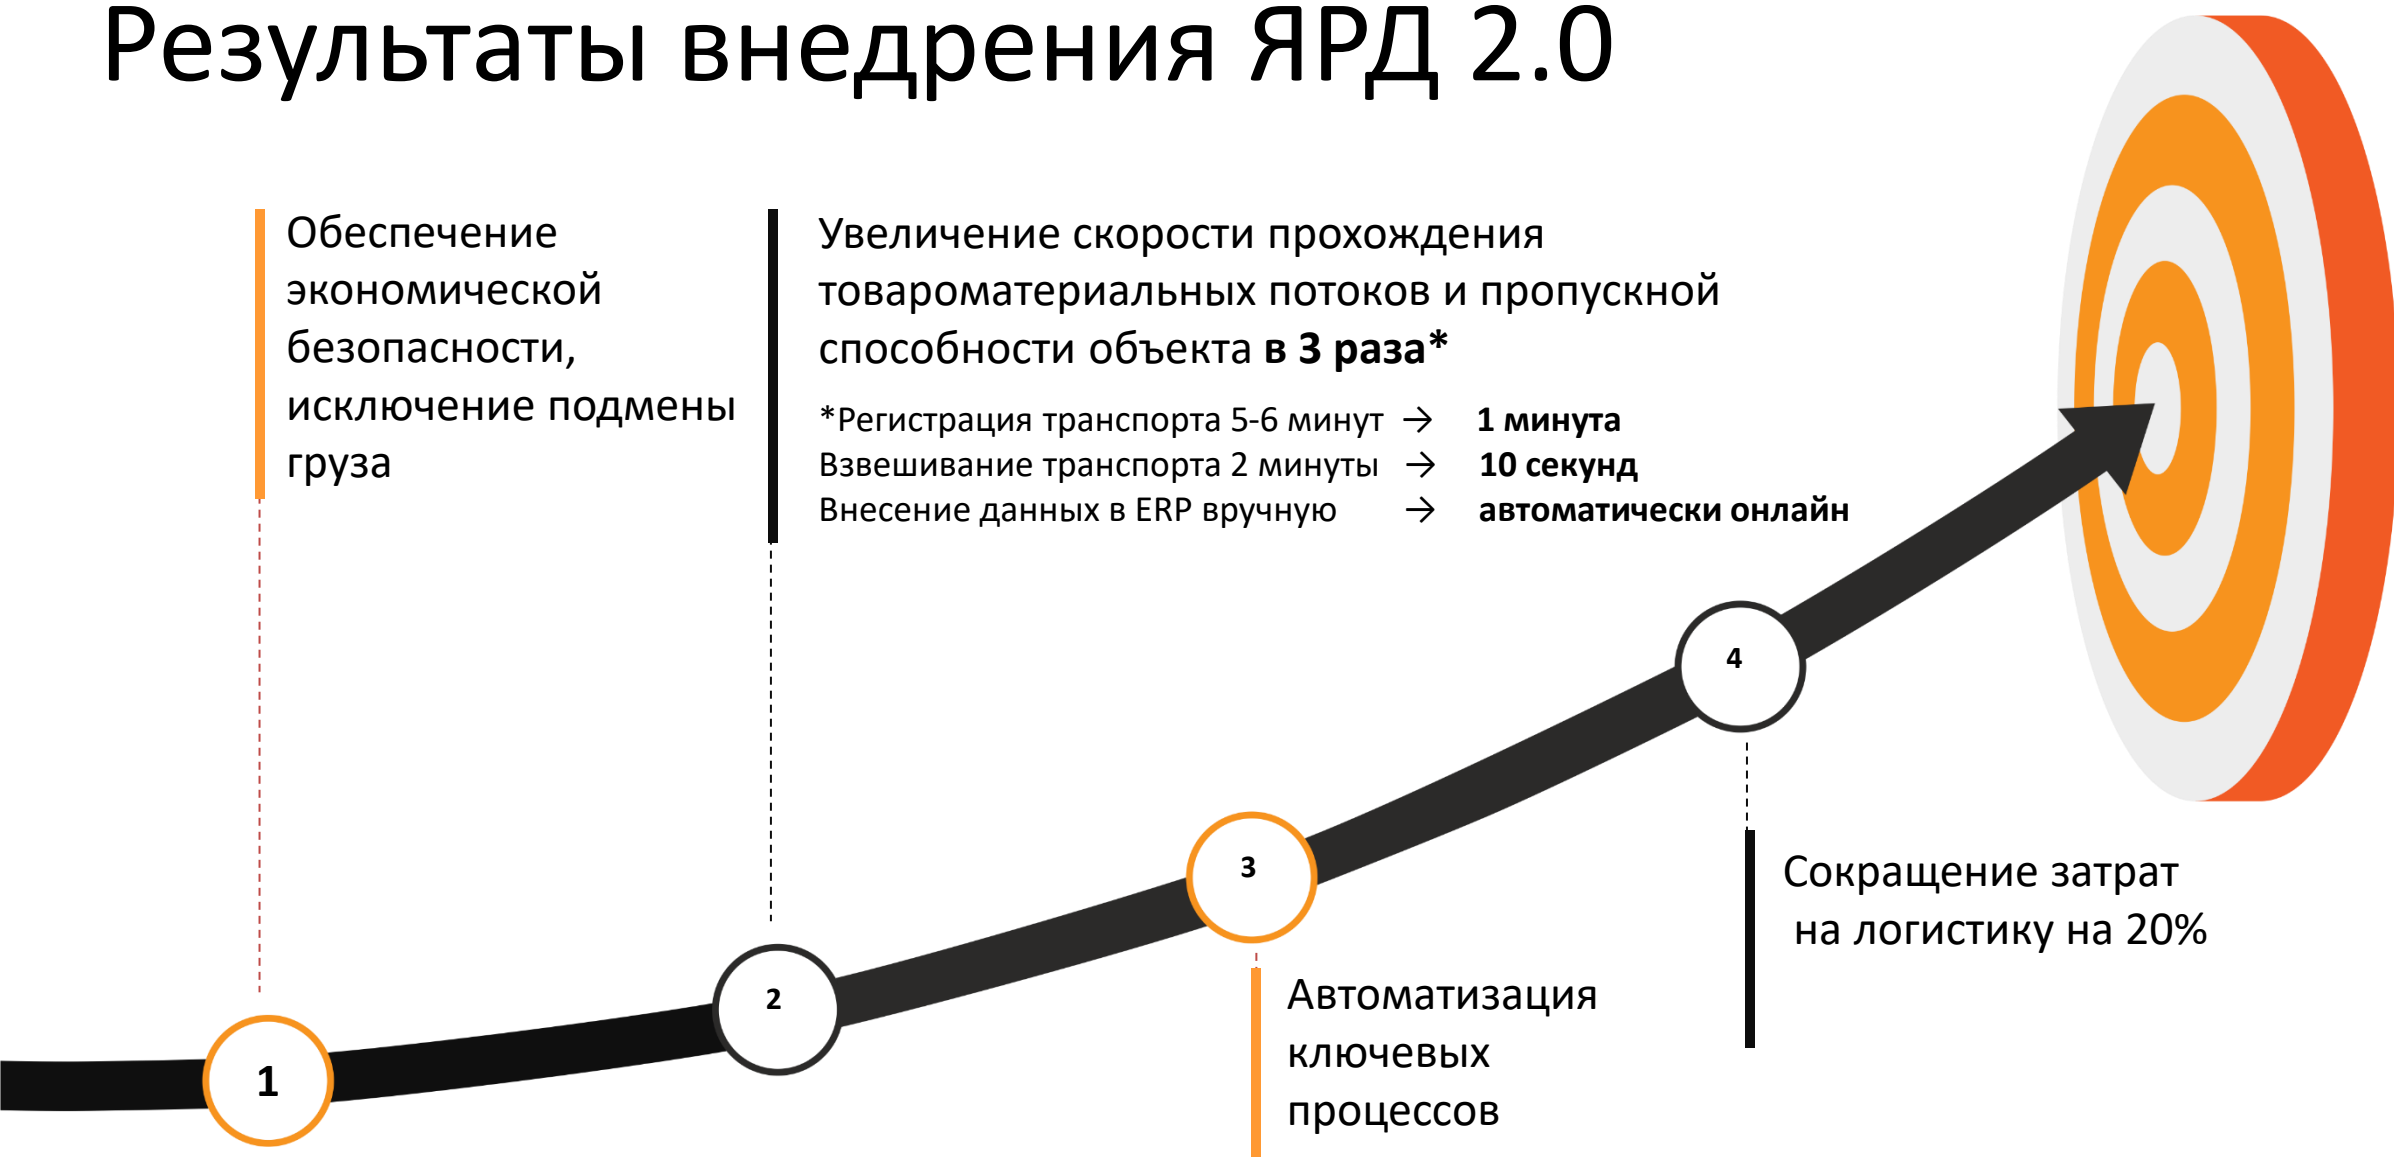 Результаты внедрения ЯРД 2.0
Обеспечение
экономической
безопасности,
исключение подмены
груза
Увеличение скорости прохождения
товароматериальных потоков и пропускной
способности объекта в 3 раза*
*Регистрация транспорта 5-6 минут → 1 минута
Взвешивание транспорта 2 минуты → 10 секунд
Внесение данных в ERP вручную → автоматически онлайн
4
3
Сокращение затрат
на логистику на 20%
2
Автоматизация
ключевых
процессов
1